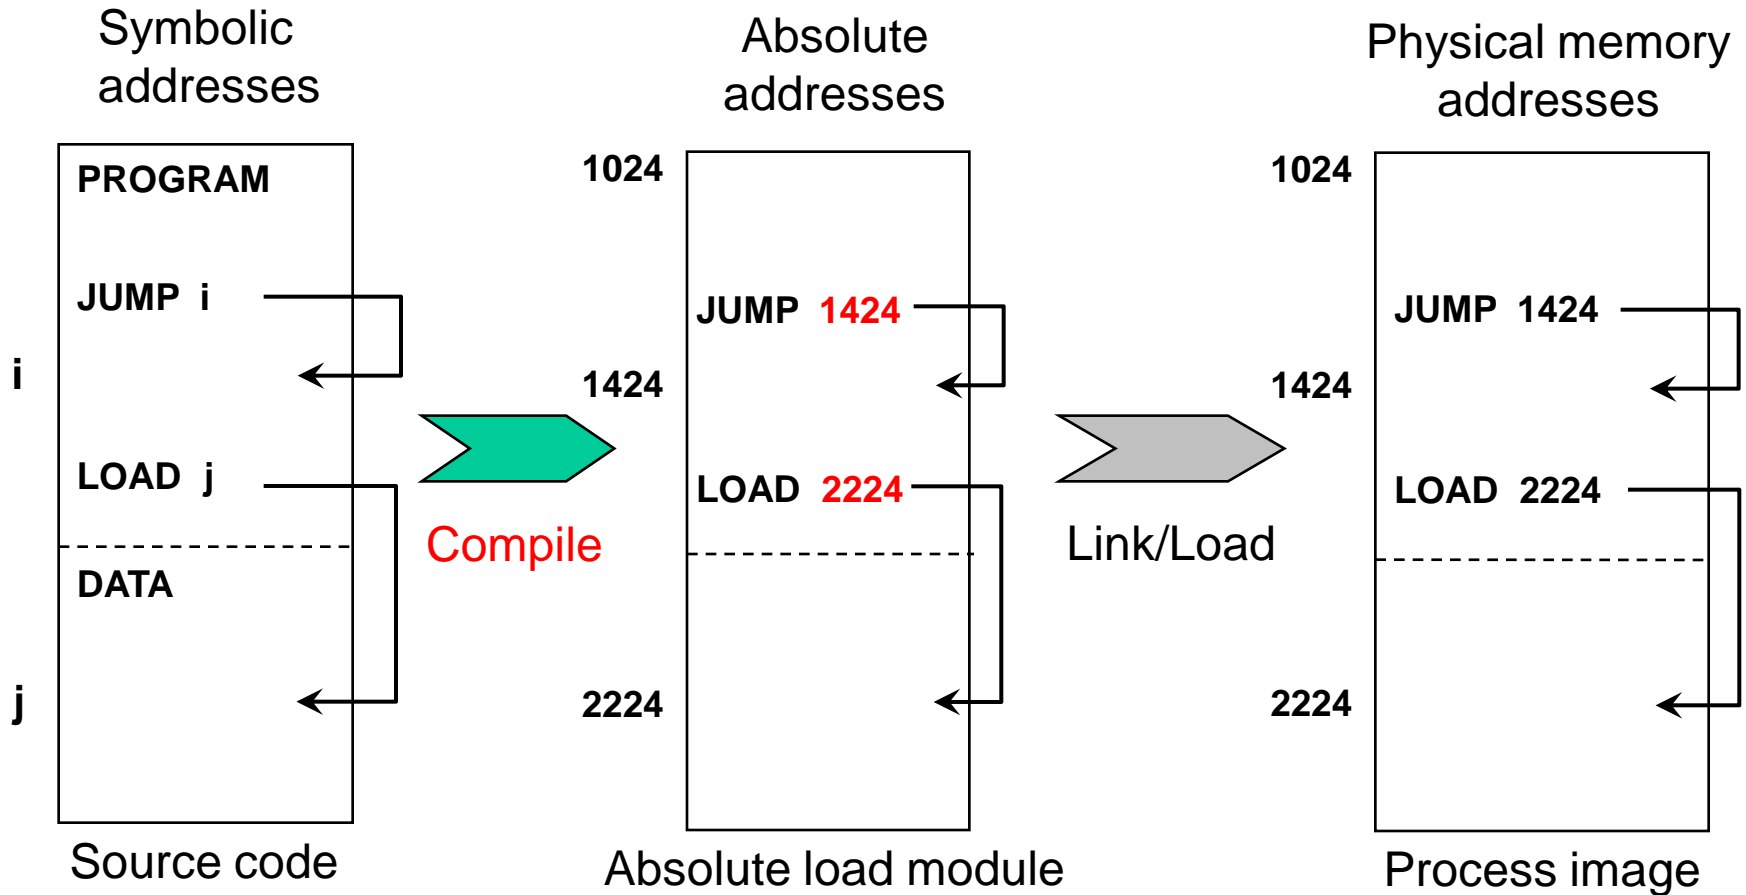 Symbolic
addresses
PROGRAM
JUMP i
i
LOAD j
DATA
j
Source code
Compile
Absolute
addresses
1024
JUMP 1424
1424
LOAD 2224
2224
Absolute load module
Link/Load
Physical memory
addresses
1024
JUMP 1424
1424
LOAD 2224
2224
Process image